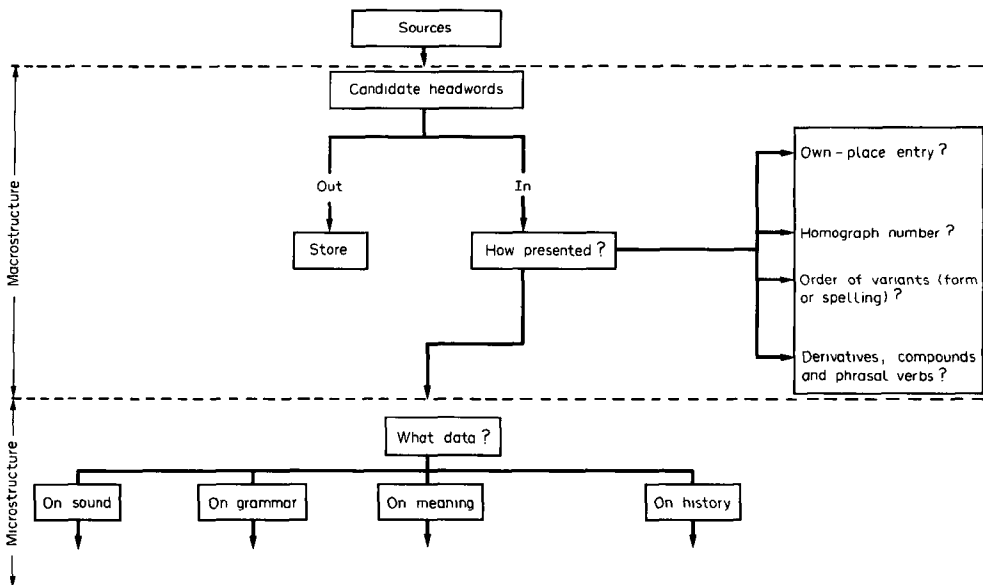 Sources
Candidate headwords
Out
In
Store
How presented ?
Own-place entry ?
Homograph number ?
Order of variants (form
or spelling) ?
Derivatives, compounds
and phrasal verbs ?
Macrostructure
What data ?
On sound
On grammar
On meaning
On history
Microstructure